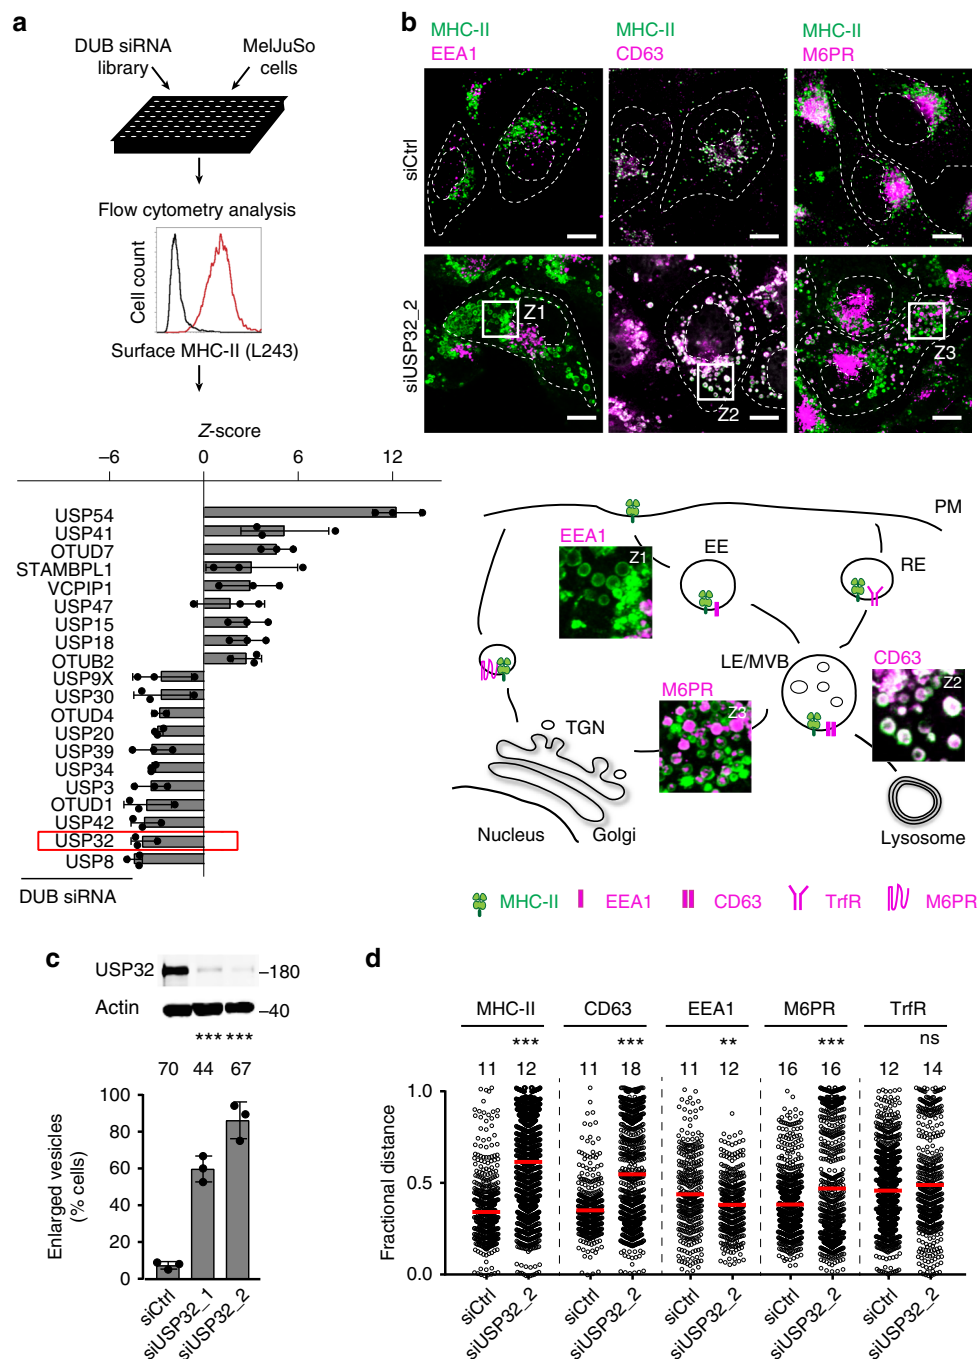 a
DUB siRNA
library
MelJuSo
cells
Flow cytometry analysis
Cell count
Surface MHC-II (L243)
Z-score
–6
0
6
12
USP54
USP41
OTUD7
STAMBPL1
VCPIP1
USP47
USP15
USP18
OTUB2
USP9X
USP30
OTUD4
USP20
USP39
USP34
USP3
OTUD1
USP42
USP32
USP8
DUB siRNA
b
MHC-II
EEA1
MHC-II
CD63
MHC-II
M6PR
siCtrl
siUSP32_2
Z1
Z2
Z3
PM
EEA1
Z1
EE
RE
LE/MVB
CD63
Z2
M6PR
Z3
TGN
Nucleus
Golgi
Lysosome
MHC-II
EEA1
CD63
TrfR
M6PR
c
USP32
–180
Actin
–40
*** ***
70 44 67
Enlarged vesicles
(% cells)
100
80
60
40
20
0
siCtrl
siUSP32_1
siUSP32_2
d
MHC-II
CD63
EEA1
M6PR
TrfR
***
***
**
***
ns
11 12 11 18 11 12 16 16 12 14
Fractional distance
1.0
0.5
0.0
siCtrl
siUSP32_2
siCtrl
siUSP32_2
siCtrl
siUSP32_2
siCtrl
siUSP32_2
siCtrl
siUSP32_2